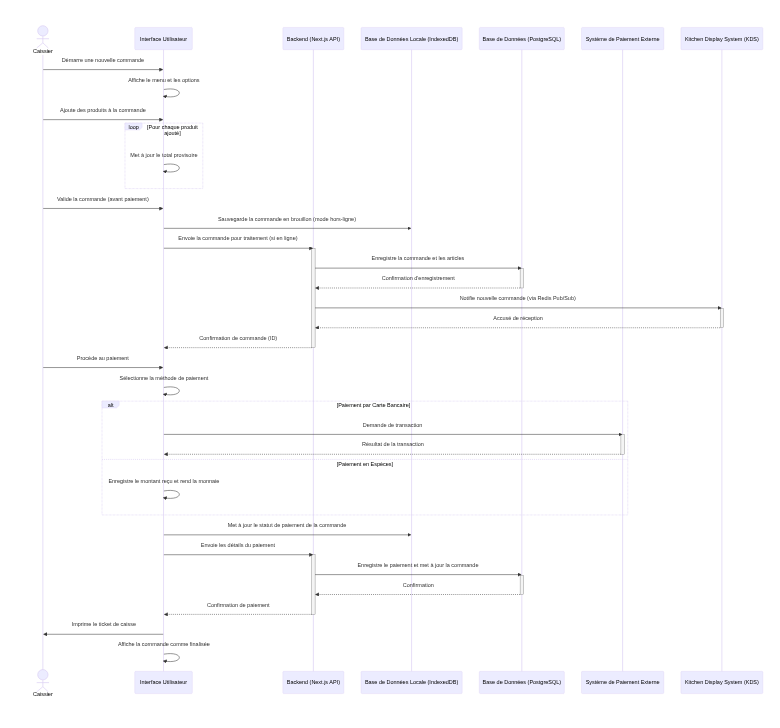 Caissier
Interface Utilisateur
Backend (Next.js API)
Base de Données Locale (IndexedDB)
Base de Données (PostgreSQL)
Système de Paiement Externe
Kitchen Display System (KDS)
Démarre une nouvelle commande
Affiche le menu et les options
Ajoute des produits à la commande
loop
[Pour chaque produit
ajouté]
Met à jour le total provisoire
Valide la commande (avant paiement)
Sauvegarde la commande en brouillon (mode hors-ligne)
Envoie la commande pour traitement (si en ligne)
Enregistre la commande et les articles
Confirmation d'enregistrement
Notifie nouvelle commande (via Redis Pub/Sub)
Accusé de réception
Confirmation de commande (ID)
Procède au paiement
Sélectionne la méthode de paiement
alt
[Paiement par Carte Bancaire]
Demande de transaction
Résultat de la transaction
[Paiement en Espèces]
Enregistre le montant reçu et rend la monnaie
Met à jour le statut de paiement de la commande
Envoie les détails du paiement
Enregistre le paiement et met à jour la commande
Confirmation
Confirmation de paiement
Imprime le ticket de caisse
Affiche la commande comme finalisée
Caissier
Interface Utilisateur
Backend (Next.js API)
Base de Données Locale (IndexedDB)
Base de Données (PostgreSQL)
Système de Paiement Externe
Kitchen Display System (KDS)